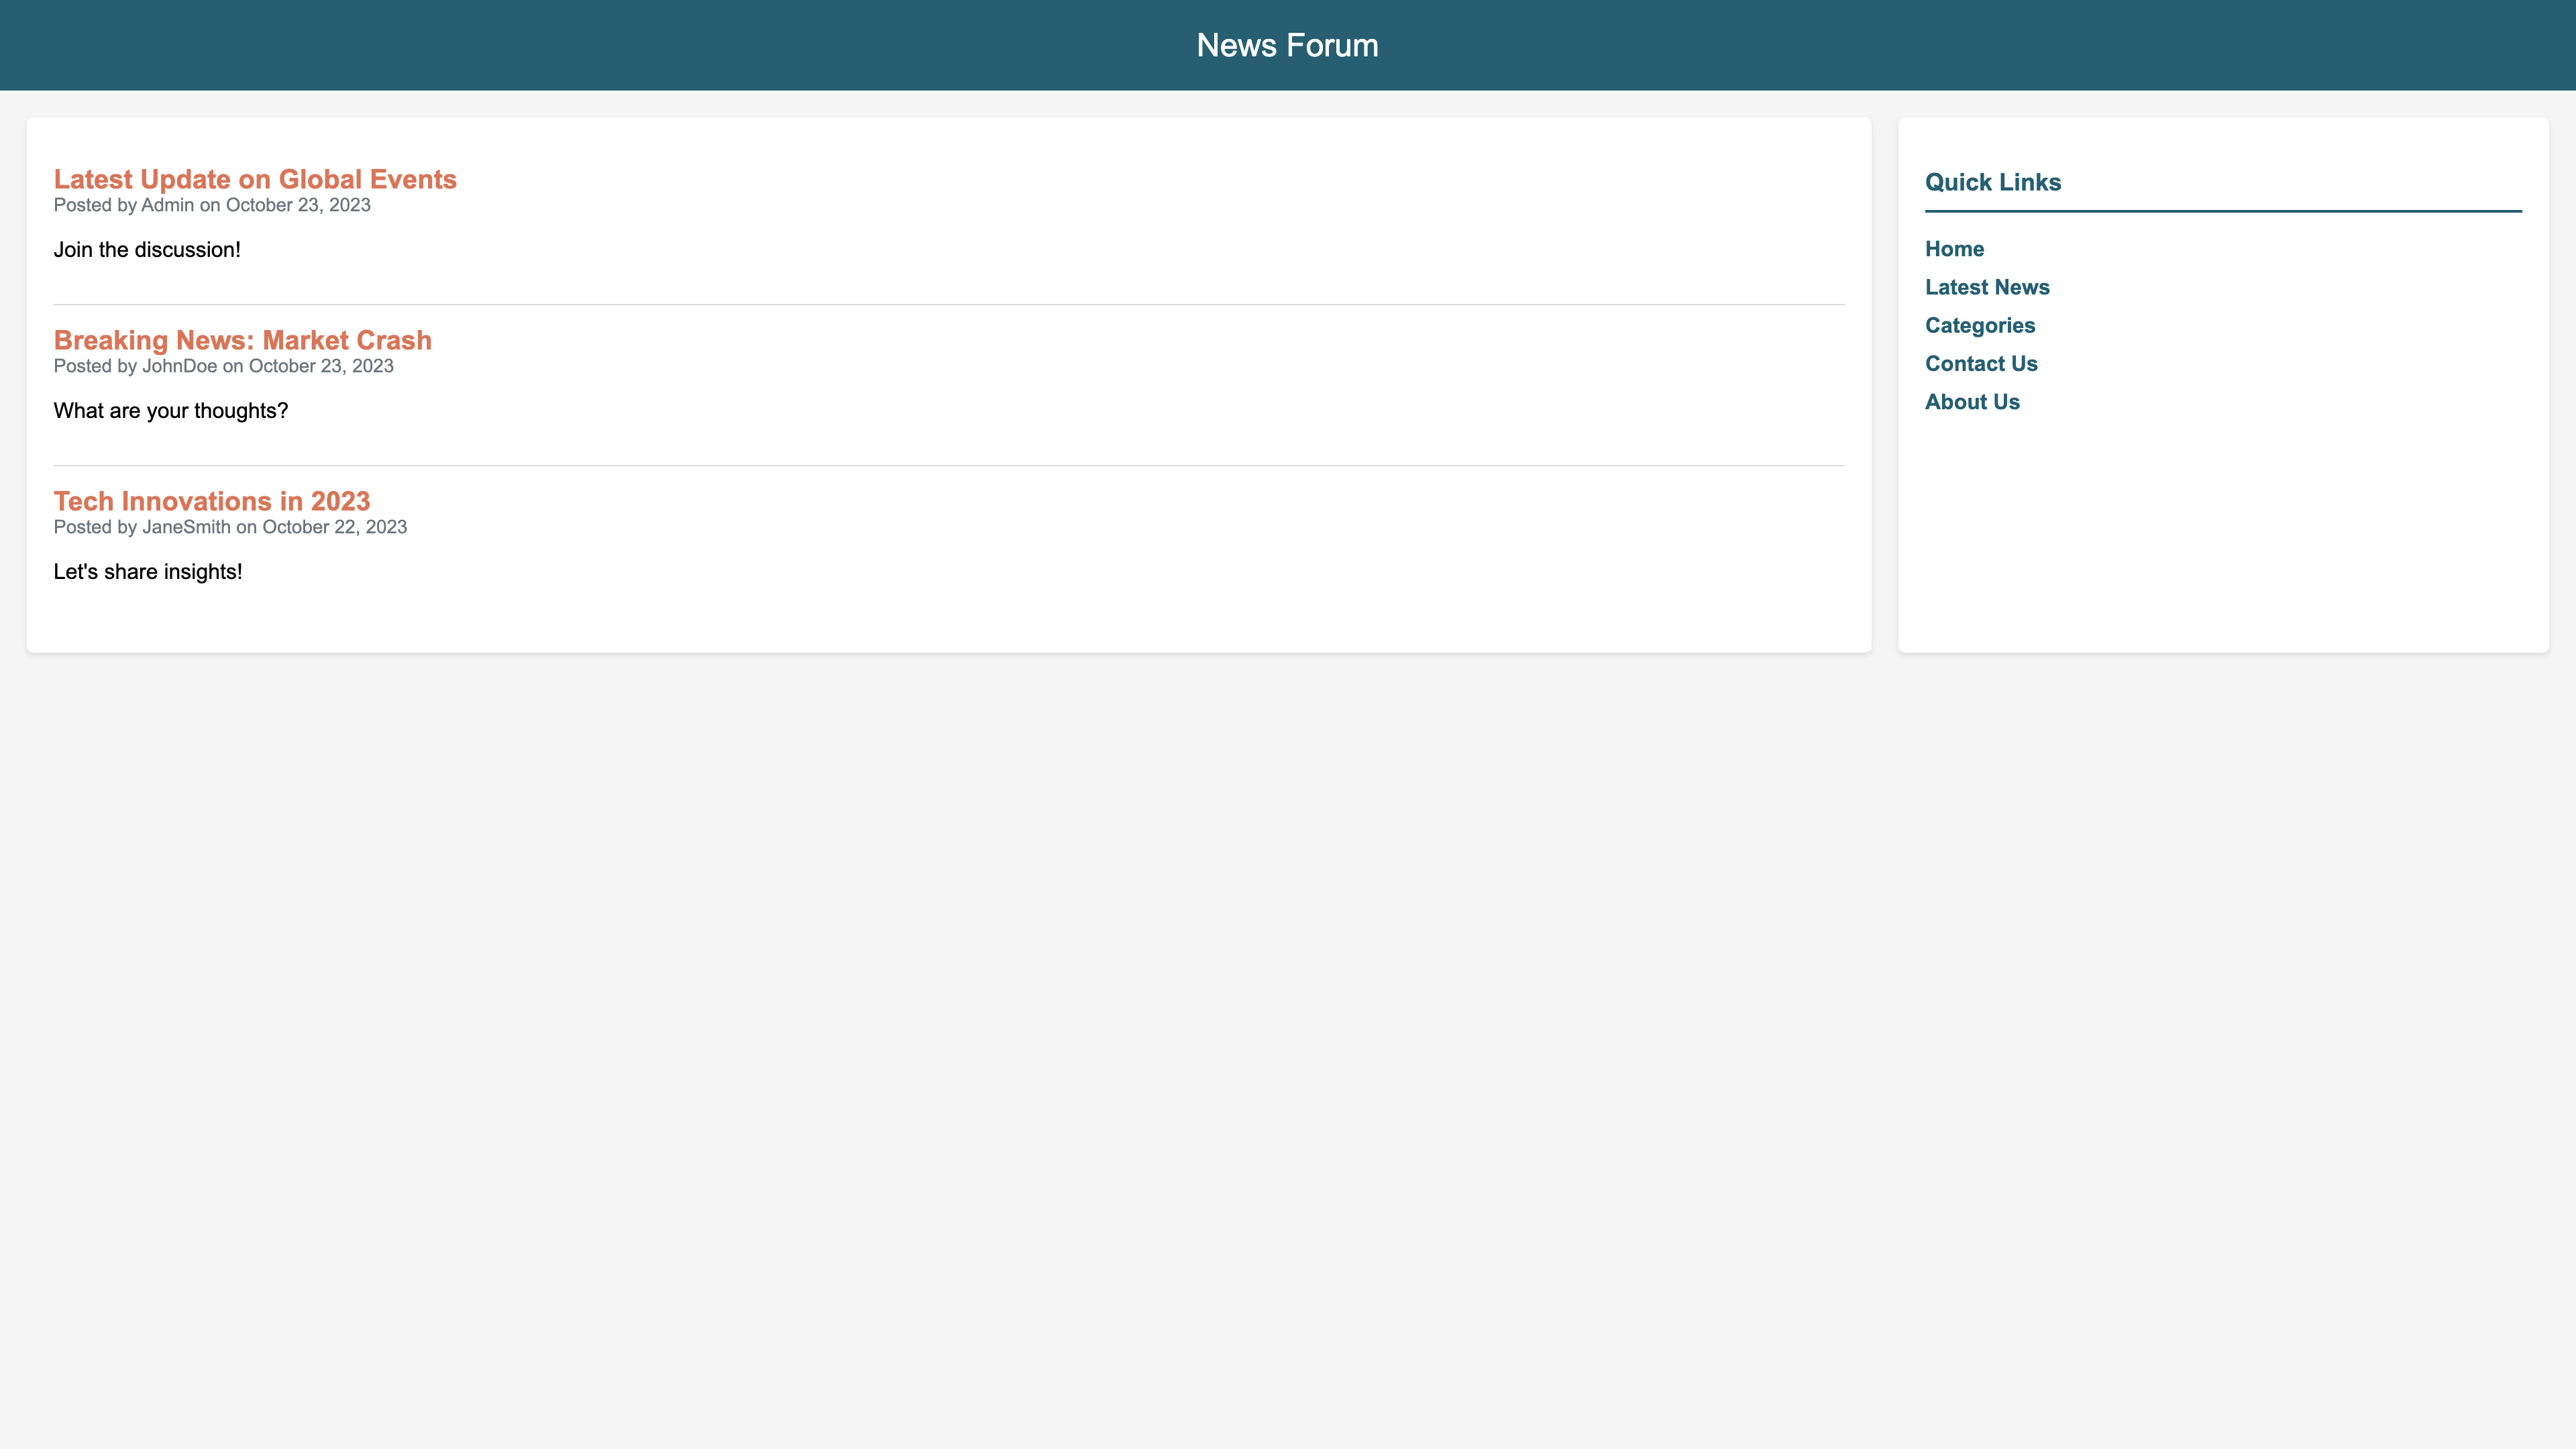 News Forum
Latest Update on Global Events
Posted by Admin on October 23, 2023
Join the discussion!
Breaking News: Market Crash
Posted by JohnDoe on October 23, 2023
What are your thoughts?
Tech Innovations in 2023
Posted by JaneSmith on October 22, 2023
Let's share insights!
Quick Links
Home
Latest News
Categories
Contact Us
About Us